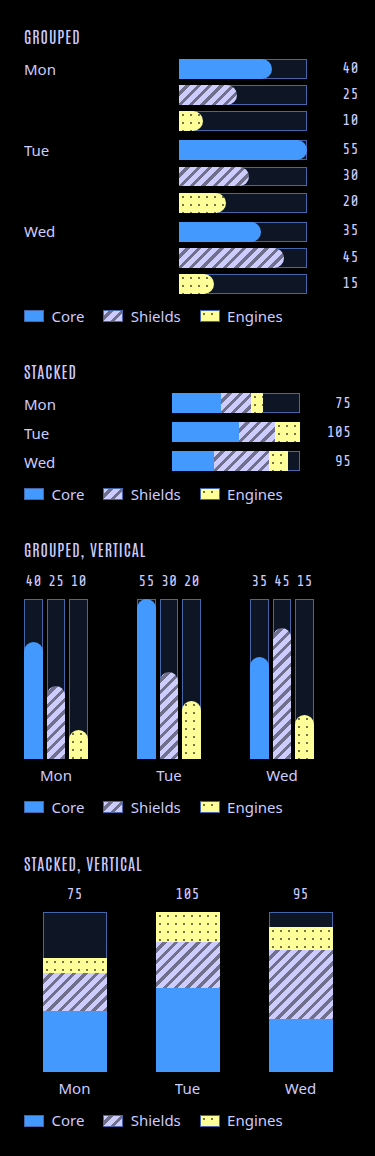 GROUPED
Mon 40
25
10
Tue 55
30
20
Wed 35
45
15
Core Shields Engines
STACKED
Mon 75
Tue 105
Wed 95
Core Shields Engines
GROUPED, VERTICAL
40 25 10 55 30 20 35 45 15
Mon Tue Wed
Core Shields Engines
STACKED, VERTICAL
75 105 95
Mon Tue Wed
Core Shields Engines